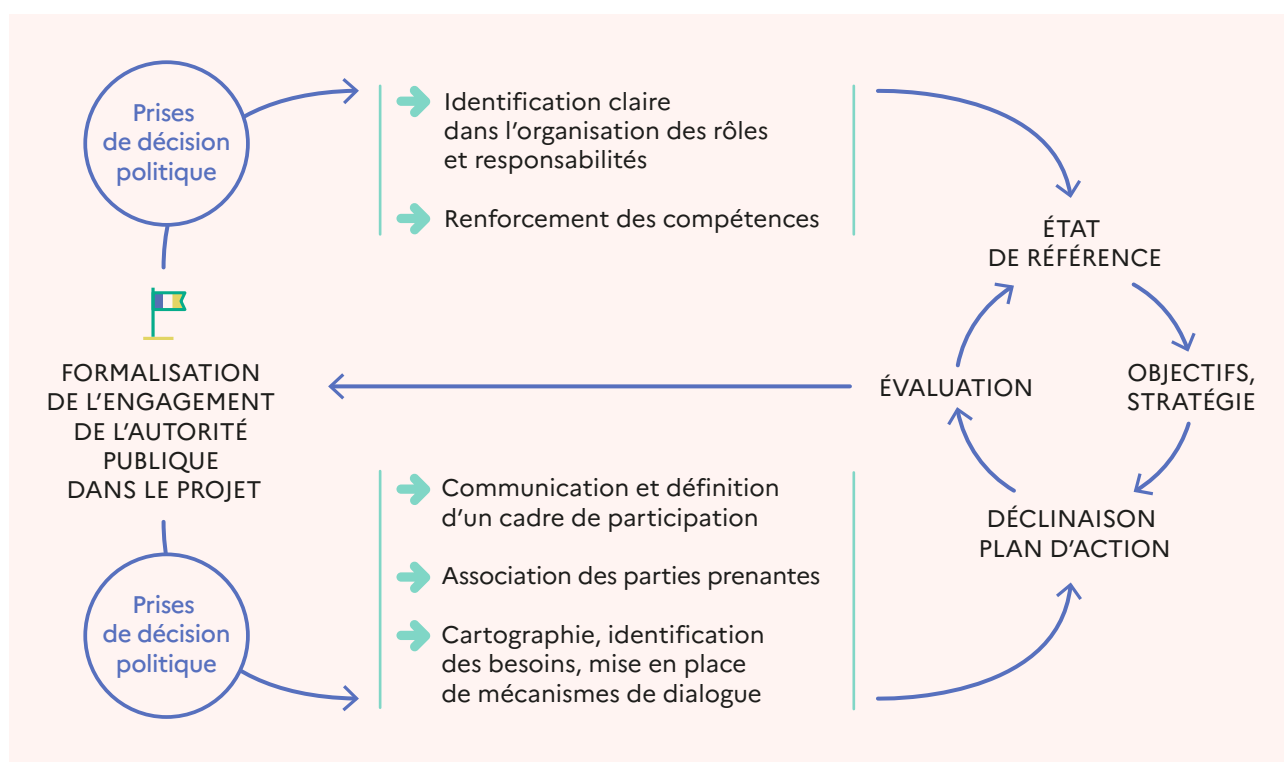 Prises
de décision
politique
Identification claire
dans l’organisation des rôles
et responsabilités
Renforcement des compétences
ÉTAT
DE RÉFÉRENCE
FORMALISATION
DE L’ENGAGEMENT
DE L’AUTORITÉ
PUBLIQUE
DANS LE PROJET
ÉVALUATION
OBJECTIFS,
STRATÉGIE
Communication et définition
d’un cadre de participation
Association des parties prenantes
Cartographie, identification
des besoins, mise en place
de mécanismes de dialogue
DÉCLINAISON
PLAN D’ACTION
Prises
de décision
politique